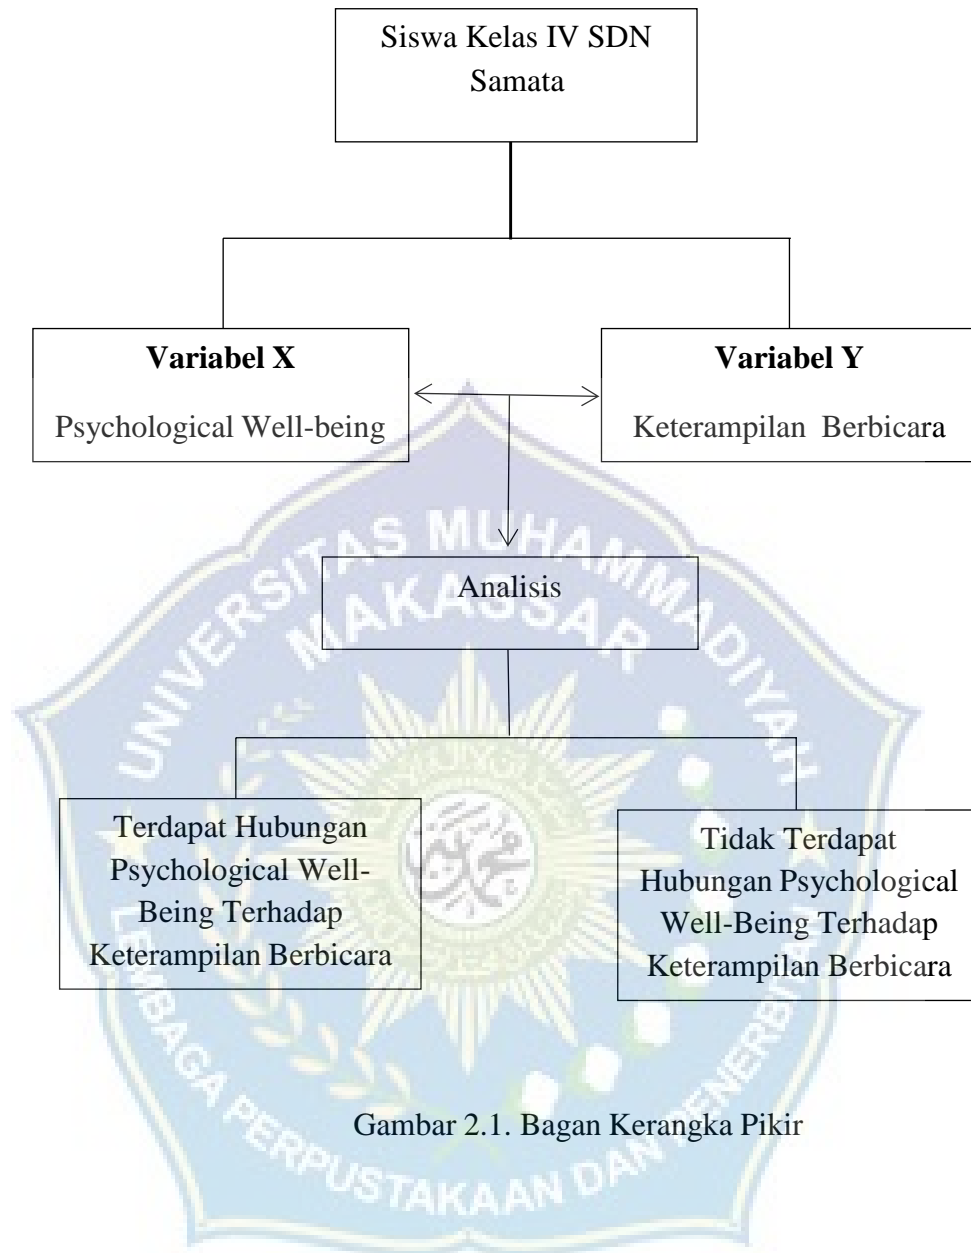 Siswa Kelas IV SDN
Samata
Variabel X
Psychological Well-being
Variabel Y
Keterampilan Berbicara
UNIVERSITAS MUHAMMADIYAH
MAKASSAR
Analisis
Terdapat Hubungan
Psychological Well-
Being Terhadap
Keterampilan Berbicara
Tidak Terdapat
Hubungan Psychological
Well-Being Terhadap
Keterampilan Berbicara
Gambar 2.1. Bagan Kerangka Pikir
LEMBAGA PERPUSTAKAAN DAN PENERBITAN